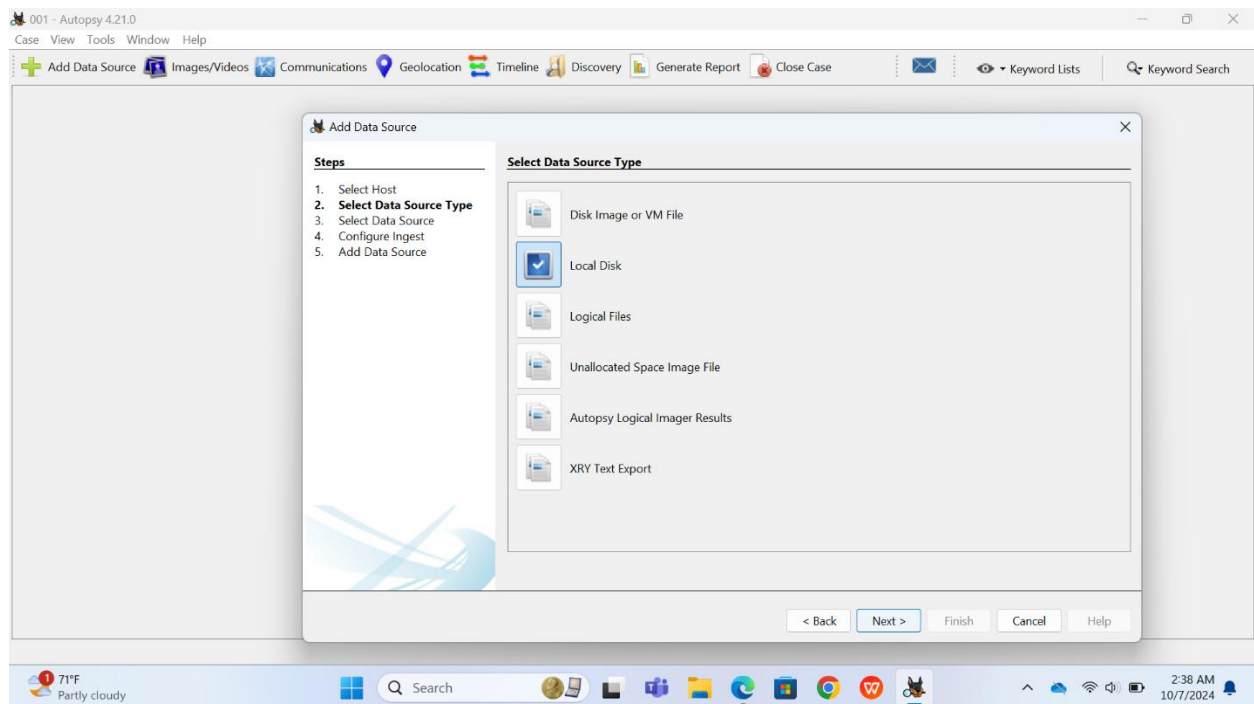 001 - Autopsy 4.21.0
Case View Tools Window Help
Add Data Source Images/Videos Communications Geolocation Timeline Discovery Generate Report Close Case Keyword Lists Keyword Search
Add Data Source
Steps
1. Select Host
2. Select Data Source Type
3. Select Data Source
4. Configure Ingest
5. Add Data Source
Select Data Source Type
Disk Image or VM File
Local Disk
Logical Files
Unallocated Space Image File
Autopsy Logical Imager Results
XRY Text Export
< Back Next > Finish Cancel Help
1
71°F
Partly cloudy
Search
W
2:38 AM
10/7/2024